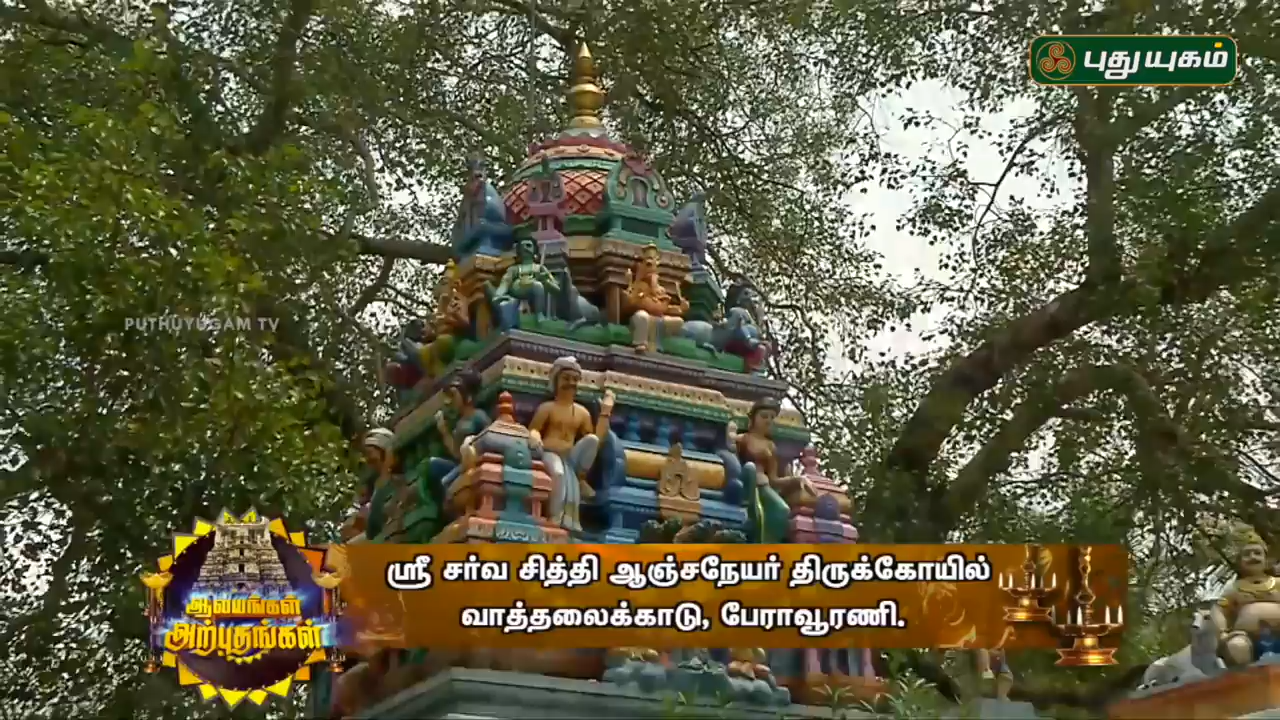 புதுயுகம்
PUTHUYUGAM TV
ஸ்ரீ சர்வ சித்தி ஆஞ்சநேயர் திருக்கோயில்
வாத்தலைக்காடு, பேராவூரணி.
ஆலயங்கள்
அற்புதங்கள்